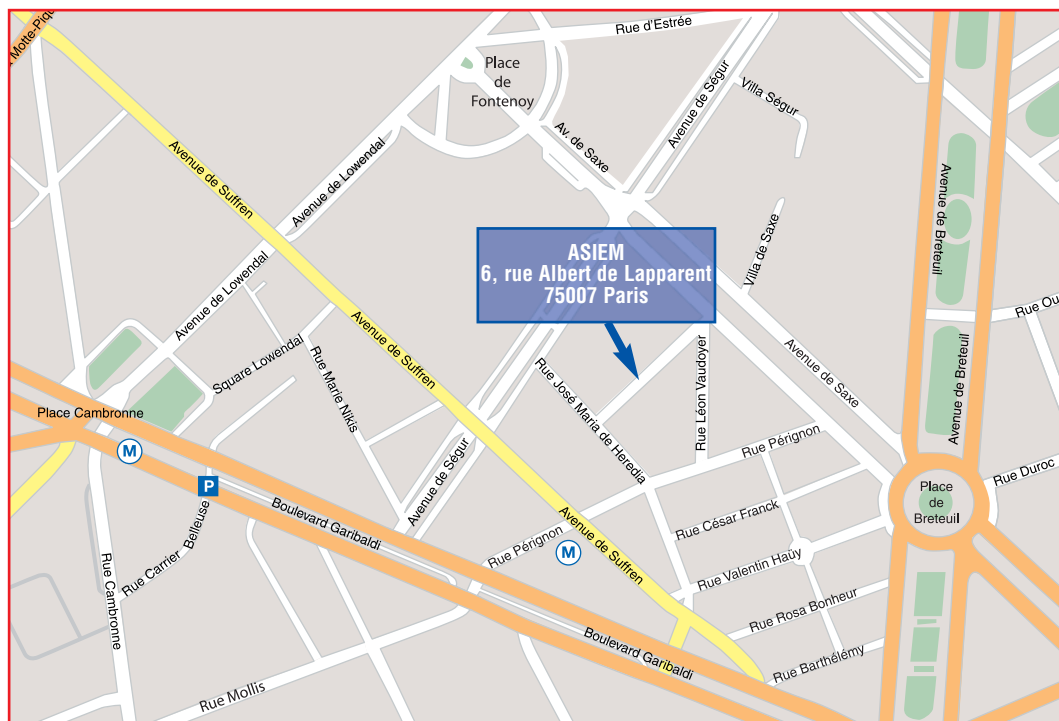 Motte-Piqu
Rue d'Estrée
Place
de
Fontenoy
Avenue de Ségur
Villa Ségur
Av. de Saxe
Avenue de Suffren
Avenue de Lowendal
Avenue de Breteuil
ASIEM
6, rue Albert de Lapparent
75007 Paris
Villa de Saxe
Avenue de Lowendal
Rue Ou
Avenue de Suffren
Square Lowendal
Rue Marie Nikis
Rue José Maria de Heredia
Rue Léon Vaudoyer
Avenue de Saxe
Avenue de Breteuil
Place Cambronne
M
P
Avenue de Ségur
Rue Pérignon
Rue Duroc
Place
de
Breteuil
Boulevard Garibaldi
Rue Pérignon
Avenue de Suffren
M
Rue César Franck
Rue Valentin Haüy
Rue Carrier Belleuse
Rue Cambronne
Rue Rosa Bonheur
Boulevard Garibaldi
Rue Barthélémy
Rue Mollis